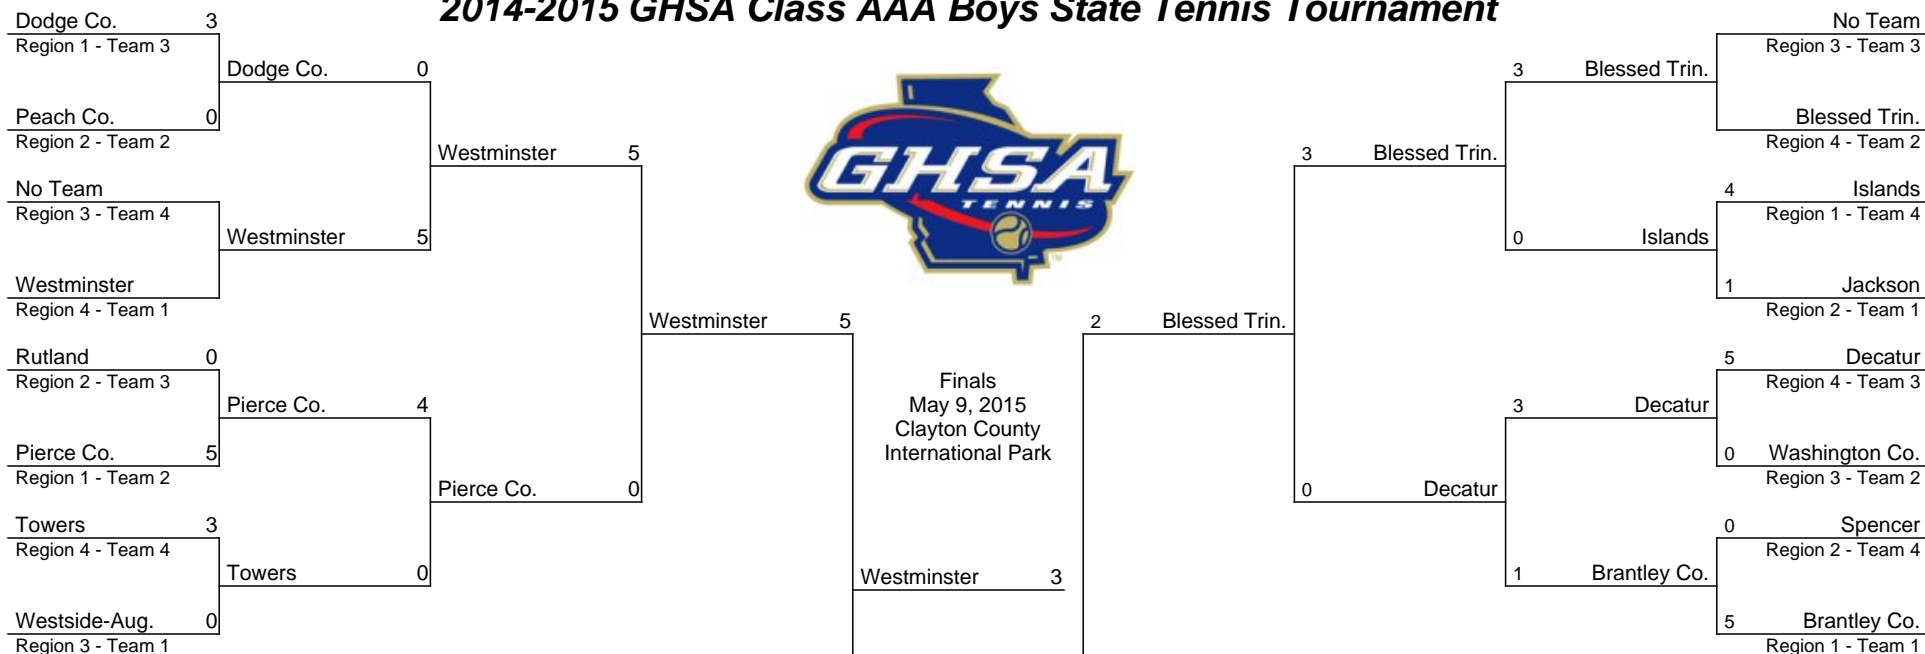 2014-2015 GHSA Class AAA Boys State Tennis Tournament
Dodge Co. 3
Region 1 - Team 3
Dodge Co. 0
Peach Co. 0
Region 2 - Team 2
Westminster 5
No Team
Region 3 - Team 4
Westminster 5
Westminster
Region 4 - Team 1
Westminster 5
Rutland 0
Region 2 - Team 3
Pierce Co. 4
Pierce Co. 5
Region 1 - Team 2
Pierce Co. 0
Towers 3
Region 4 - Team 4
Towers 0
Westside-Aug. 0
Region 3 - Team 1
GHSA
TENNIS
TM
Finals
May 9, 2015
Clayton County
International Park
Westminster 3
No Team
Region 3 - Team 3
3 Blessed Trin.
Blessed Trin.
Region 4 - Team 2
3 Blessed Trin.
4 Islands
Region 1 - Team 4
0 Islands
1 Jackson
Region 2 - Team 1
2 Blessed Trin.
5 Decatur
Region 4 - Team 3
3 Decatur
0 Washington Co.
Region 3 - Team 2
0 Decatur
0 Spencer
Region 2 - Team 4
1 Brantley Co.
5 Brantley Co.
Region 1 - Team 1